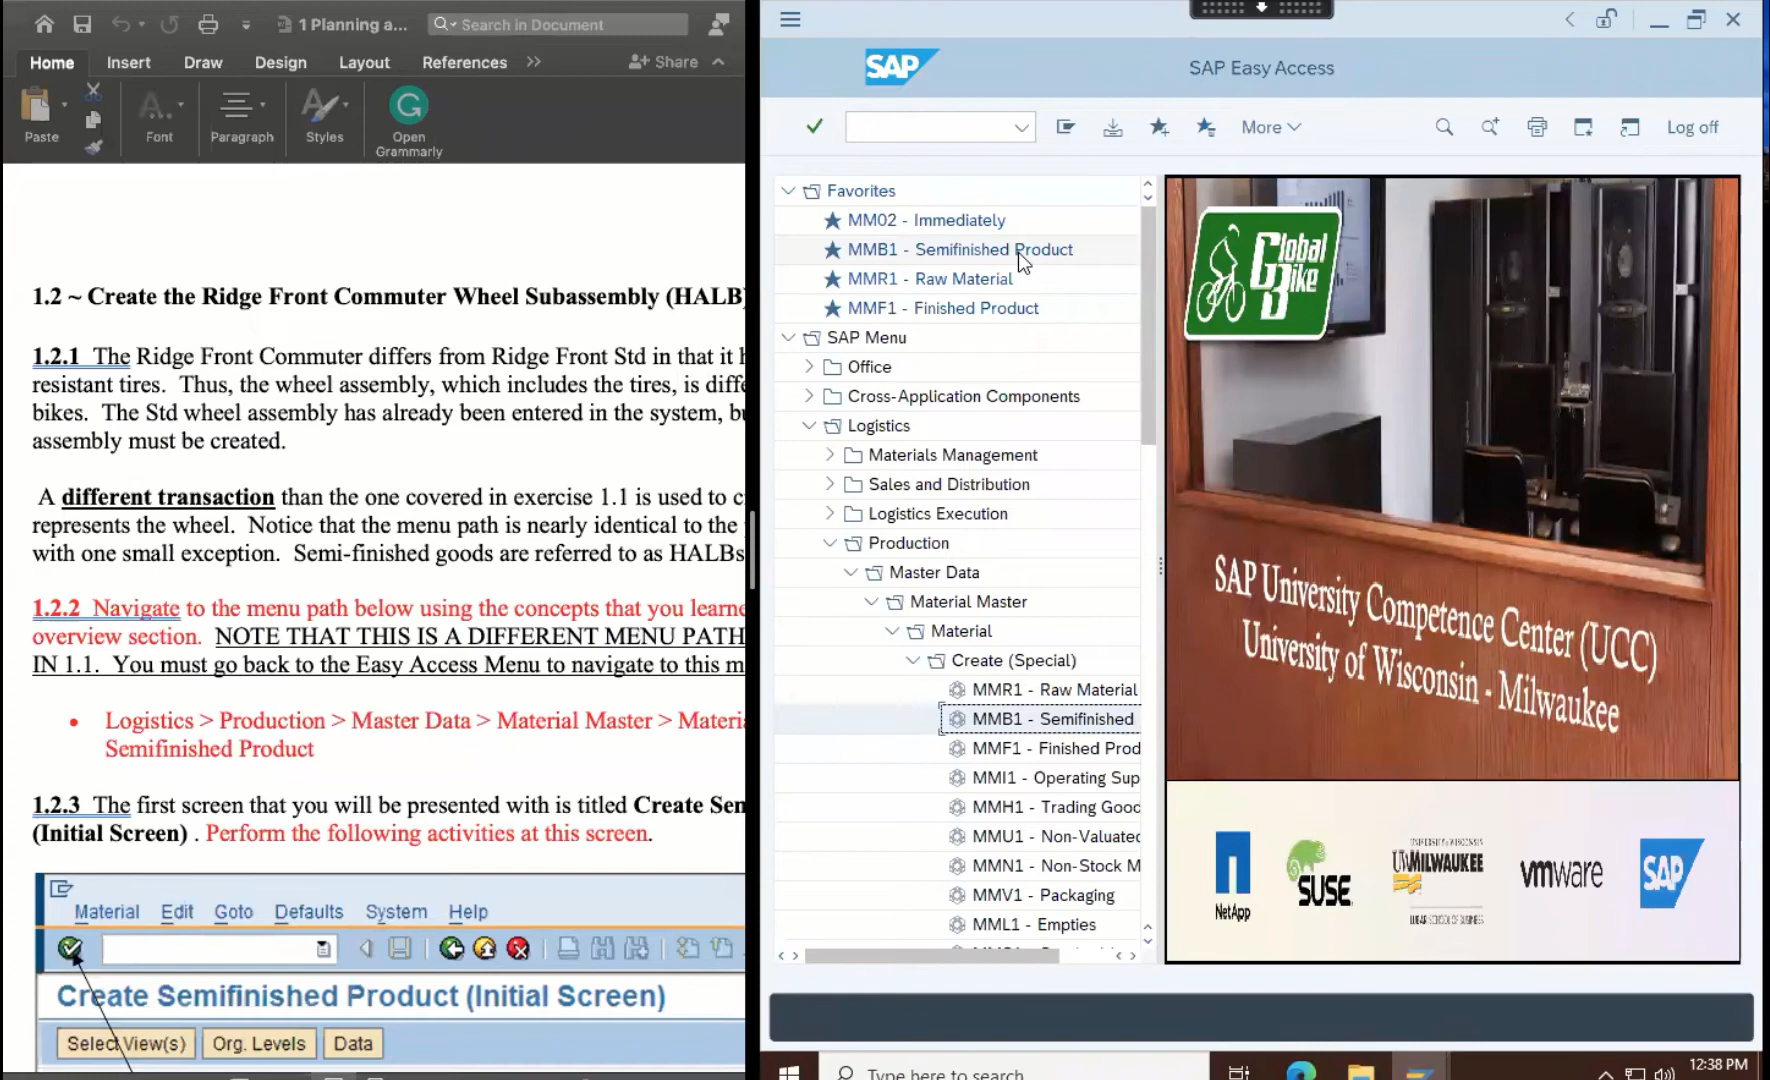 1 Planning a...
Search in Document
Home Insert Draw Design Layout References >> Share
Paste Font Paragraph Styles Open Grammarly
1.2 ~ Create the Ridge Front Commuter Wheel Subassembly (HALB)
1.2.1 The Ridge Front Commuter differs from Ridge Front Std in that it h
resistant tires. Thus, the wheel assembly, which includes the tires, is diffe
bikes. The Std wheel assembly has already been entered in the system, bu
assembly must be created.
A different transaction than the one covered in exercise 1.1 is used to c
represents the wheel. Notice that the menu path is nearly identical to the
with one small exception. Semi-finished goods are referred to as HALBs
1.2.2 Navigate to the menu path below using the concepts that you learne
overview section. NOTE THAT THIS IS A DIFFERENT MENU PATH
IN 1.1. You must go back to the Easy Access Menu to navigate to this m
• Logistics > Production > Master Data > Material Master > Materia
Semifinished Product
1.2.3 The first screen that you will be presented with is titled Create Sem
(Initial Screen) . Perform the following activities at this screen.
Material Edit Goto Defaults System Help
Create Semifinished Product (Initial Screen)
Select View(s) Org. Levels Data
SAP
SAP Easy Access
More
Log off
Favorites
MM02 - Immediately
MMB1 - Semifinished Product
MMR1 - Raw Material
MMF1 - Finished Product
SAP Menu
Office
Cross-Application Components
Logistics
Materials Management
Sales and Distribution
Logistics Execution
Production
Master Data
Material Master
Material
Create (Special)
MMR1 - Raw Material
MMB1 - Semifinished
MMF1 - Finished Prod
MMI1 - Operating Sup
MMH1 - Trading Good
MMU1 - Non-Valuated
MMN1 - Non-Stock M
MMV1 - Packaging
MML1 - Empties
Global
Bike
SAP University Competence Center (UCC)
University of Wisconsin - Milwaukee
NetApp
SUSE
UNIVERSITY of WISCONSIN
UWMILWAUKEE
LUBAR SCHOOL OF BUSINESS
vmware
SAP
Type here to search
12:38 PM